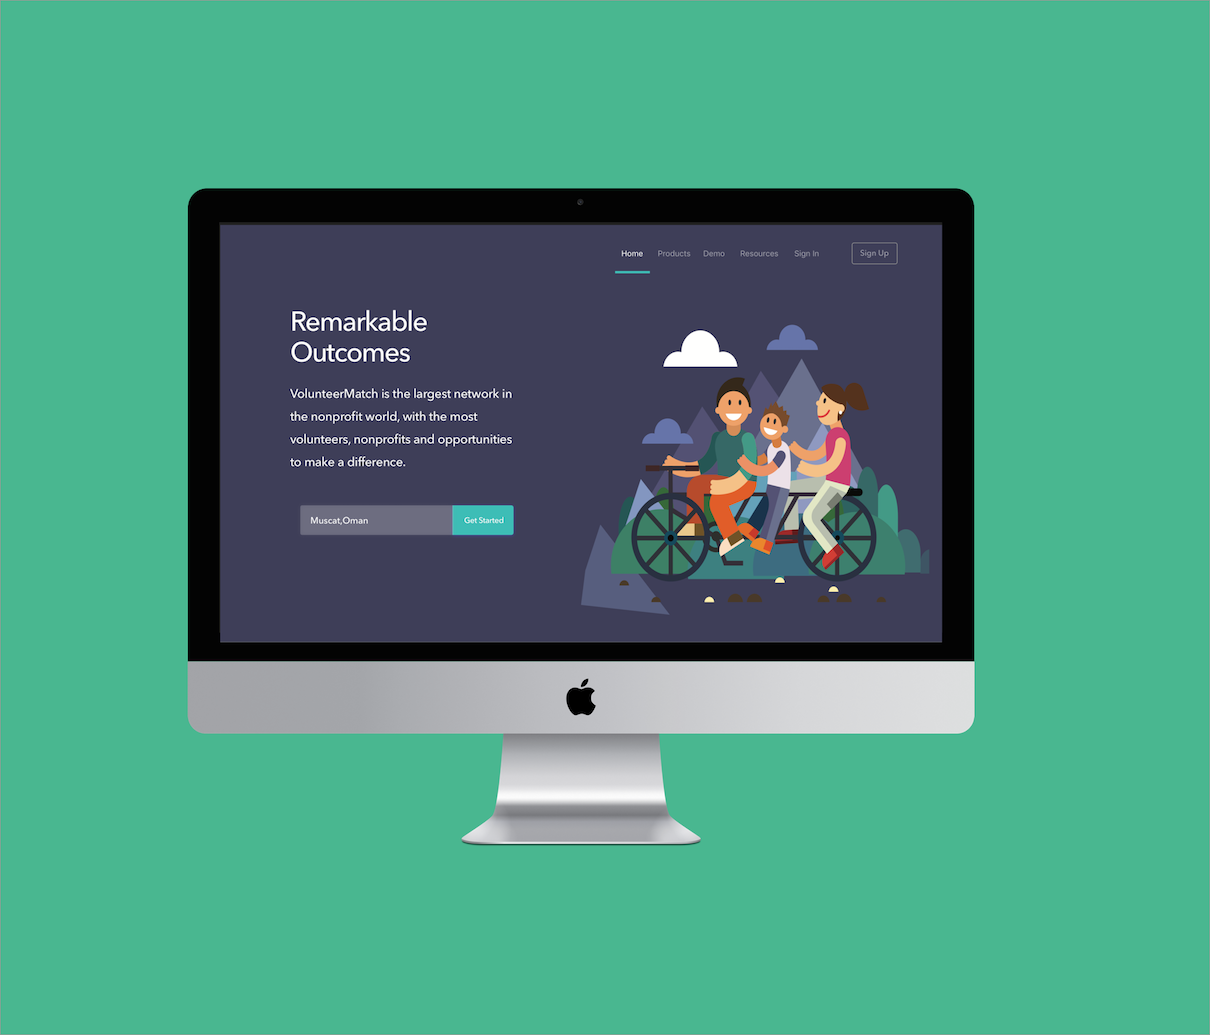 Home Products Demo Resources Sign In Sign Up
Remarkable
Outcomes
VolunteerMatch is the largest network in
the nonprofit world, with the most
volunteers, nonprofits and opportunities
to make a difference.
Muscat,Oman Get Started